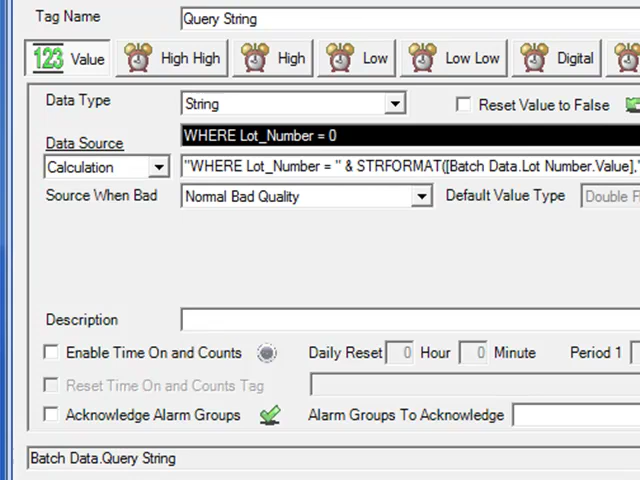 Tag Name Query String
Value High High High Low Low Low Digital
Data Type String Reset Value to False
Data Source WHERE Lot_Number = 0
Calculation "WHERE Lot_Number = " & STRFORMAT([Batch Data.Lot Number.Value],"
Source When Bad Normal Bad Quality Default Value Type Double Fl
Description
Enable Time On and Counts Daily Reset 0 Hour 0 Minute Period 1
Reset Time On and Counts Tag
Acknowledge Alarm Groups Alarm Groups To Acknowledge
Batch Data.Query String